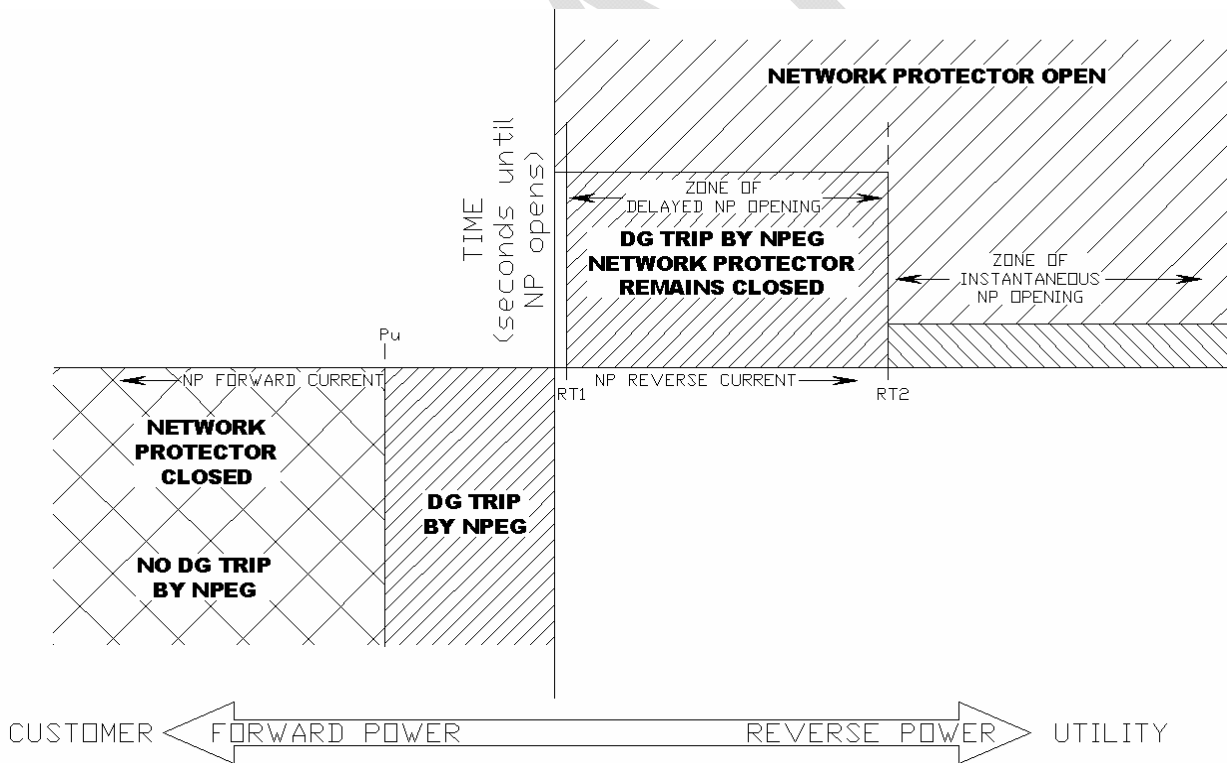 NETWORK PROTECTOR OPEN
TIME
(seconds until
NP opens)
ZONE OF
DELAYED NP OPENING
DG TRIP BY NPEG
NETWORK PROTECTOR
REMAINS CLOSED
ZONE OF
INSTANTANEOUS
NP OPENING
Pu
NP FORWARD CURRENT
NP REVERSE CURRENT
RT1
RT2
NETWORK
PROTECTOR
CLOSED
NO DG TRIP
BY NPEG
DG TRIP
BY NPEG
CUSTOMER
FORWARD POWER
REVERSE POWER
UTILITY